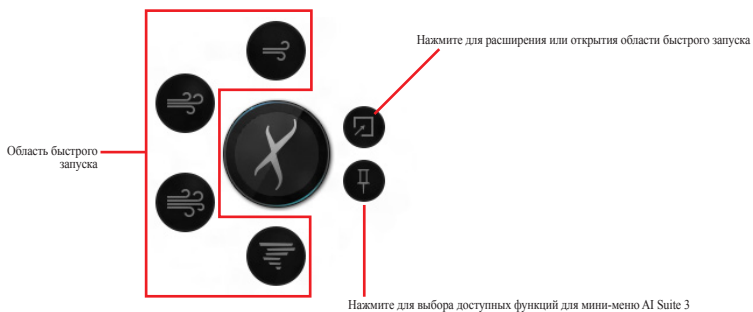 Нажмите для расширения или открытия области быстрого запуска
Область быстрого
запуска
Нажмите для выбора доступных функций для мини-меню AI Suite 3